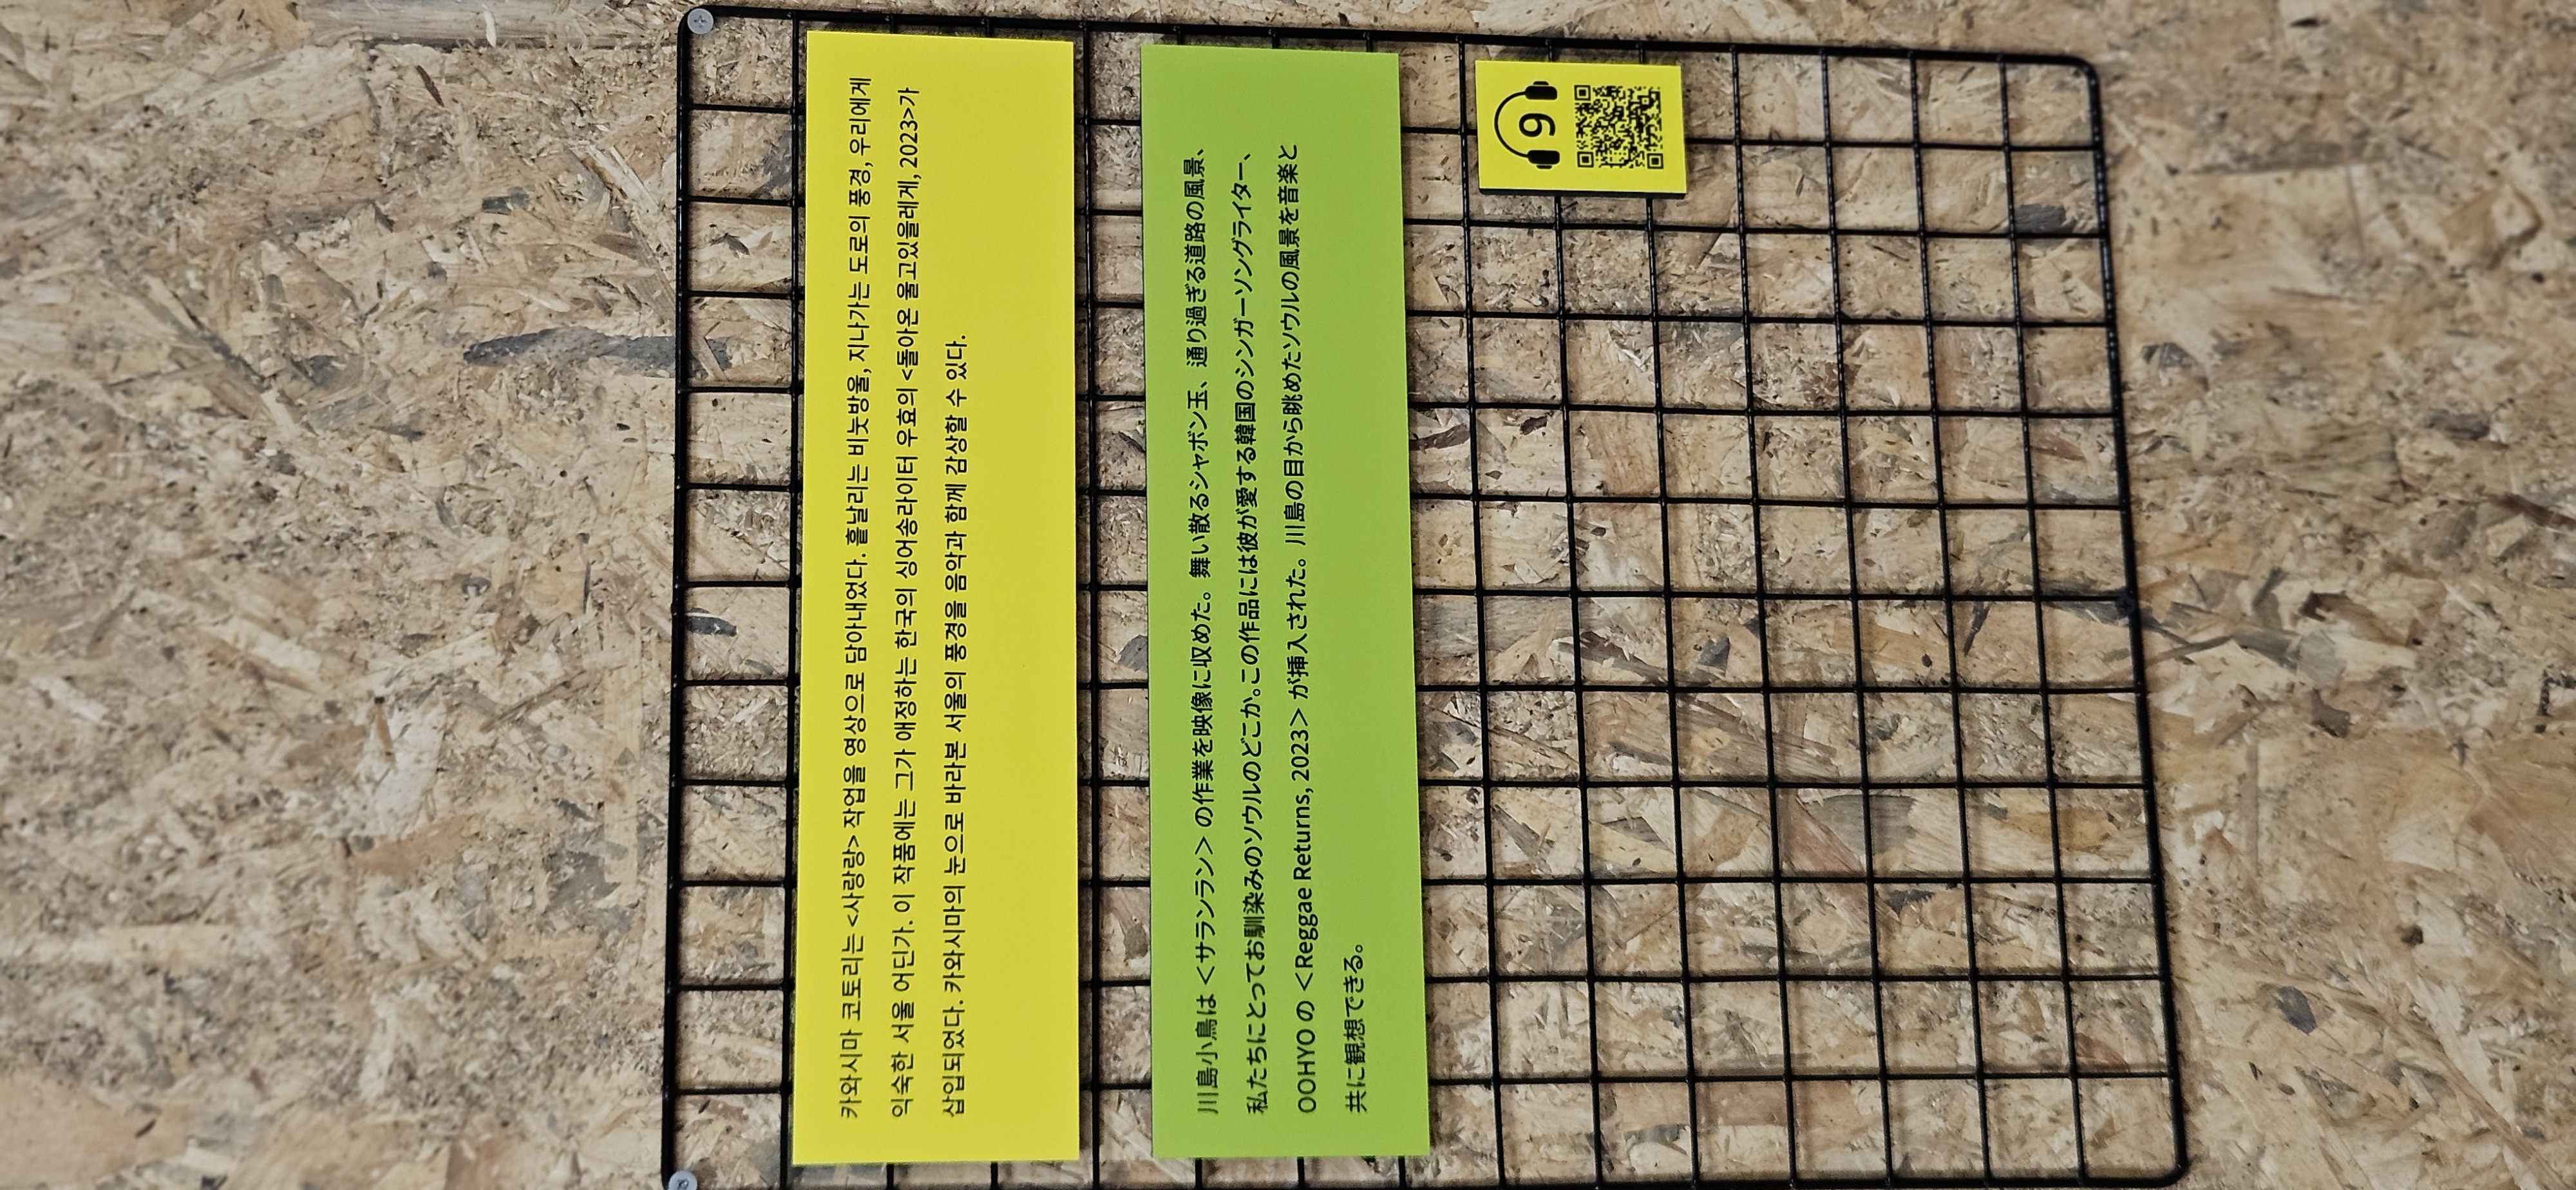 카와시마 코토리는 <사랑랑> 작업을 영상으로 담아내었다. 흩날리는 비눗방울, 지나가는 도로의 풍경, 우리에게
익숙한 서울 어딘가. 이 작품에는 그가 애정하는 한국의 싱어송라이터 우효의 <돌아온 울고있을레게, 2023>가
삽입되었다. 카와시마의 눈으로 바라본 서울의 풍경을 음악과 함께 감상할 수 있다.
川島小鳥は <サランラン> の作業を映像に収めた。舞い散るシャボン玉、通り過ぎる道路の風景、
私たちにとってお馴染みのソウルのどこか。この作品には彼が愛する韓国のシンガーソングライター、
OOHYO の <Reggae Returns, 2023> が挿入された。川島の目から眺めたソウルの風景を音楽と
共に観想できる。
9